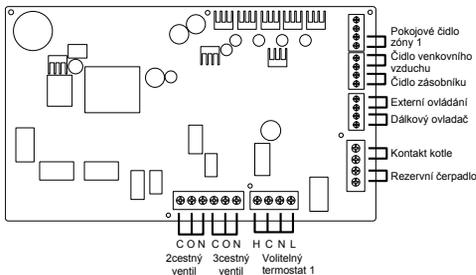 Pokojové čidlo
zóny 1
Čidlo venkovního
vzduchu
Čidlo zásobníku
Externí ovládání
Dálkový ovladač
Kontakt kotle
Rezervní čerpadlo
C O N C O N H C N L
2cestný 3cestný Volitelný
ventil ventil termostat 1